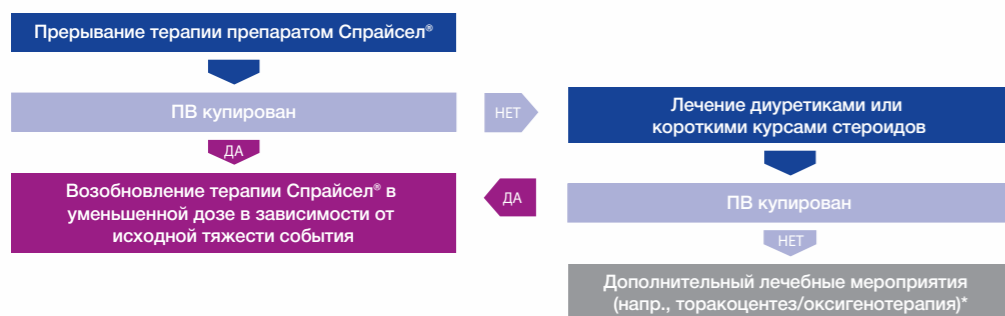 Прерывание терапии препаратом Спрайсел®
ПВ купирован
НЕТ
Лечение диуретиками или
короткими курсами стероидов
ДА
Возобновление терапии Спрайсел® в
уменьшенной дозе в зависимости от
исходной тяжести события
ДА
ПВ купирован
НЕТ
Дополнительный лечебные мероприятия
(напр., торакоцентез/оксигенотерапия)*